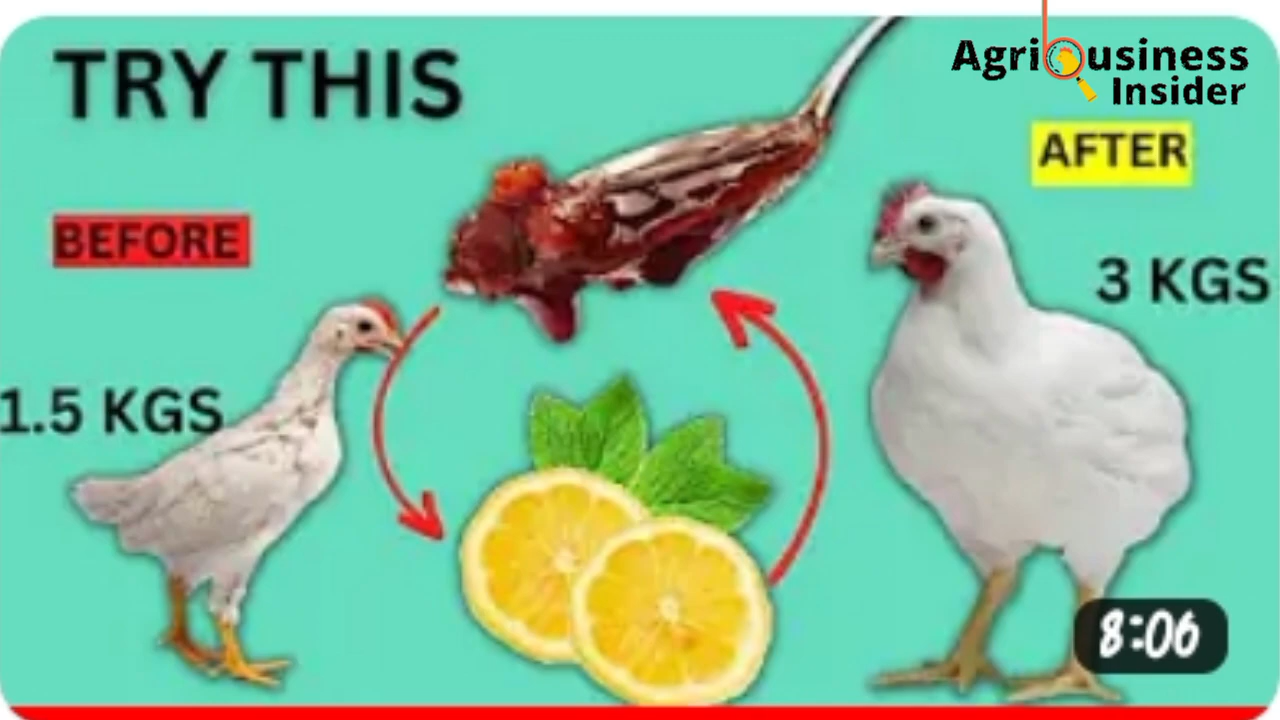 TRY THIS
Agribusiness
Insider
AFTER
BEFORE
3 KGS
1.5 KGS
8:06